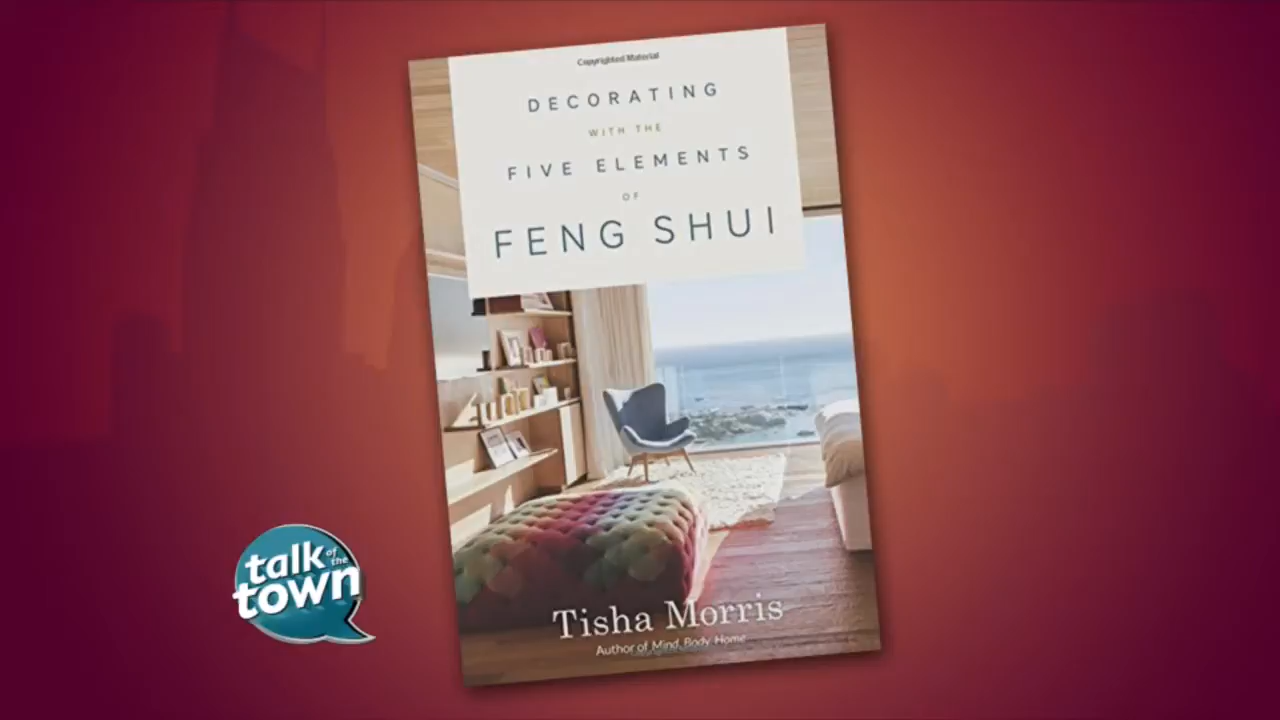 Copyrighted Material
DECORATING
WITH THE
FIVE ELEMENTS
OF
FENG SHUI
Tisha Morris
Author of Mind, Body, Home
talk of the
town